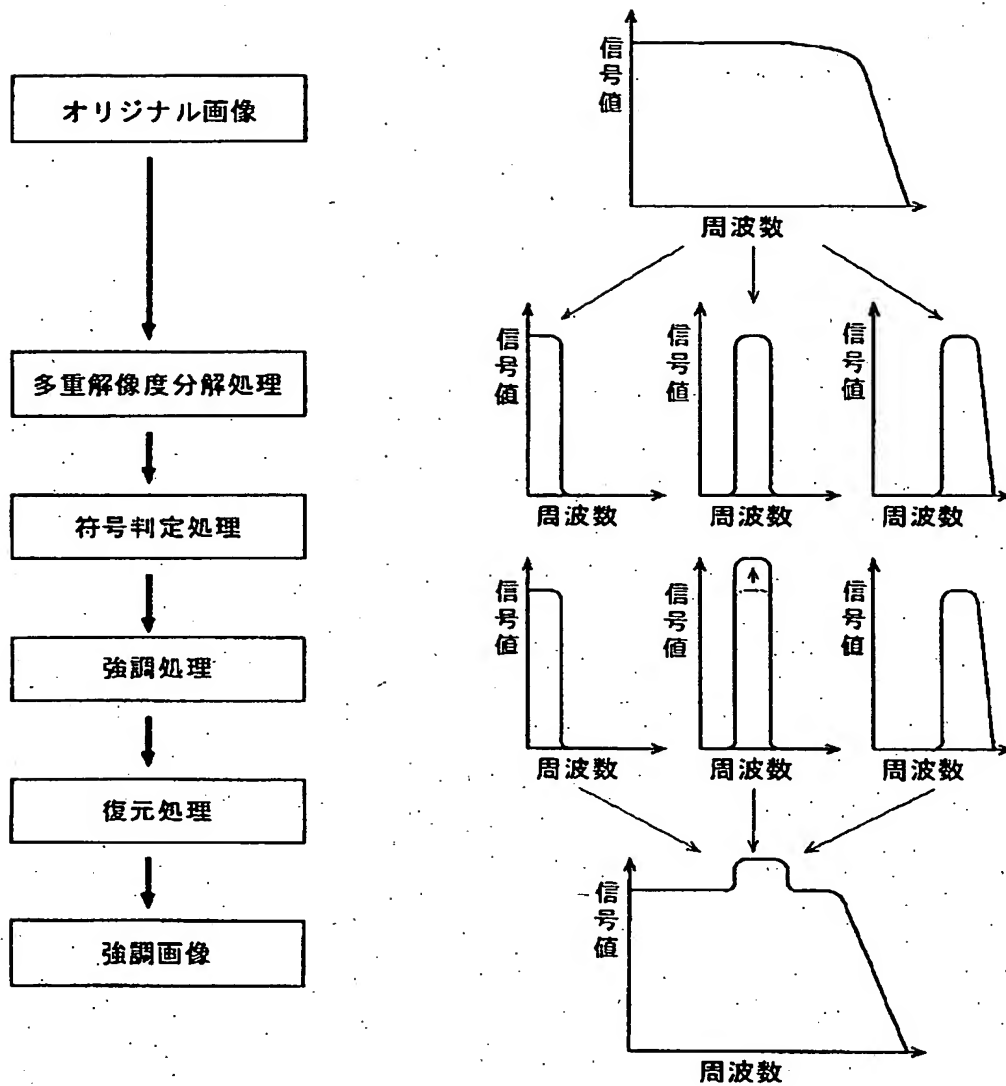 オリジナル画像
多重解像度分解処理
符号判定処理
強調処理
復元処理
強調画像
信号値
周波数
信号値
周波数
信号値
周波数
信号値
周波数
信号値
周波数
信号値
周波数
信号値
周波数
信号値
周波数